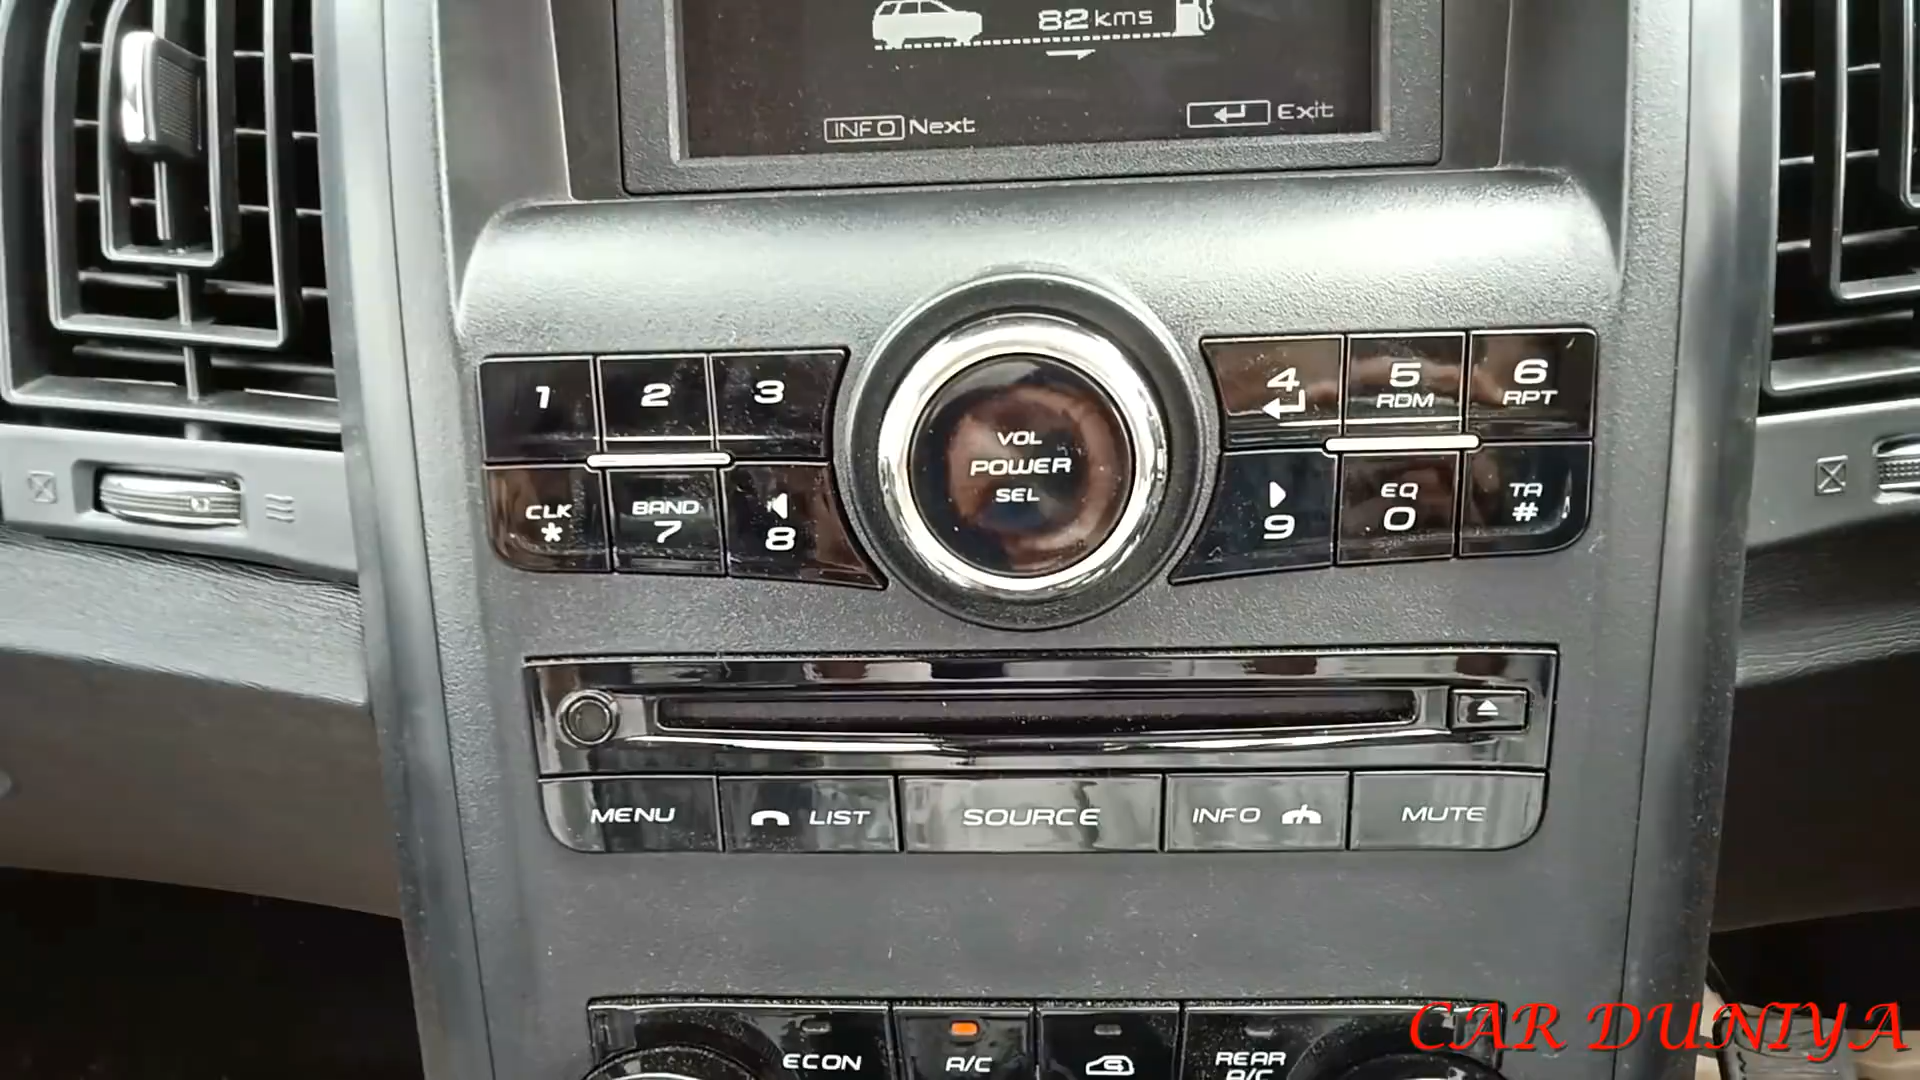 82 kms
INFO Next
Exit
1
2
3
4
5
RDM
6
RPT
VOL
POWER
SEL
CLK
*
BAND
7
8
9
EQ
0
TA
#
MENU
LIST
SOURCE
INFO
MUTE
ECON
A/C
REAR
A/C
CAR DUNIYA